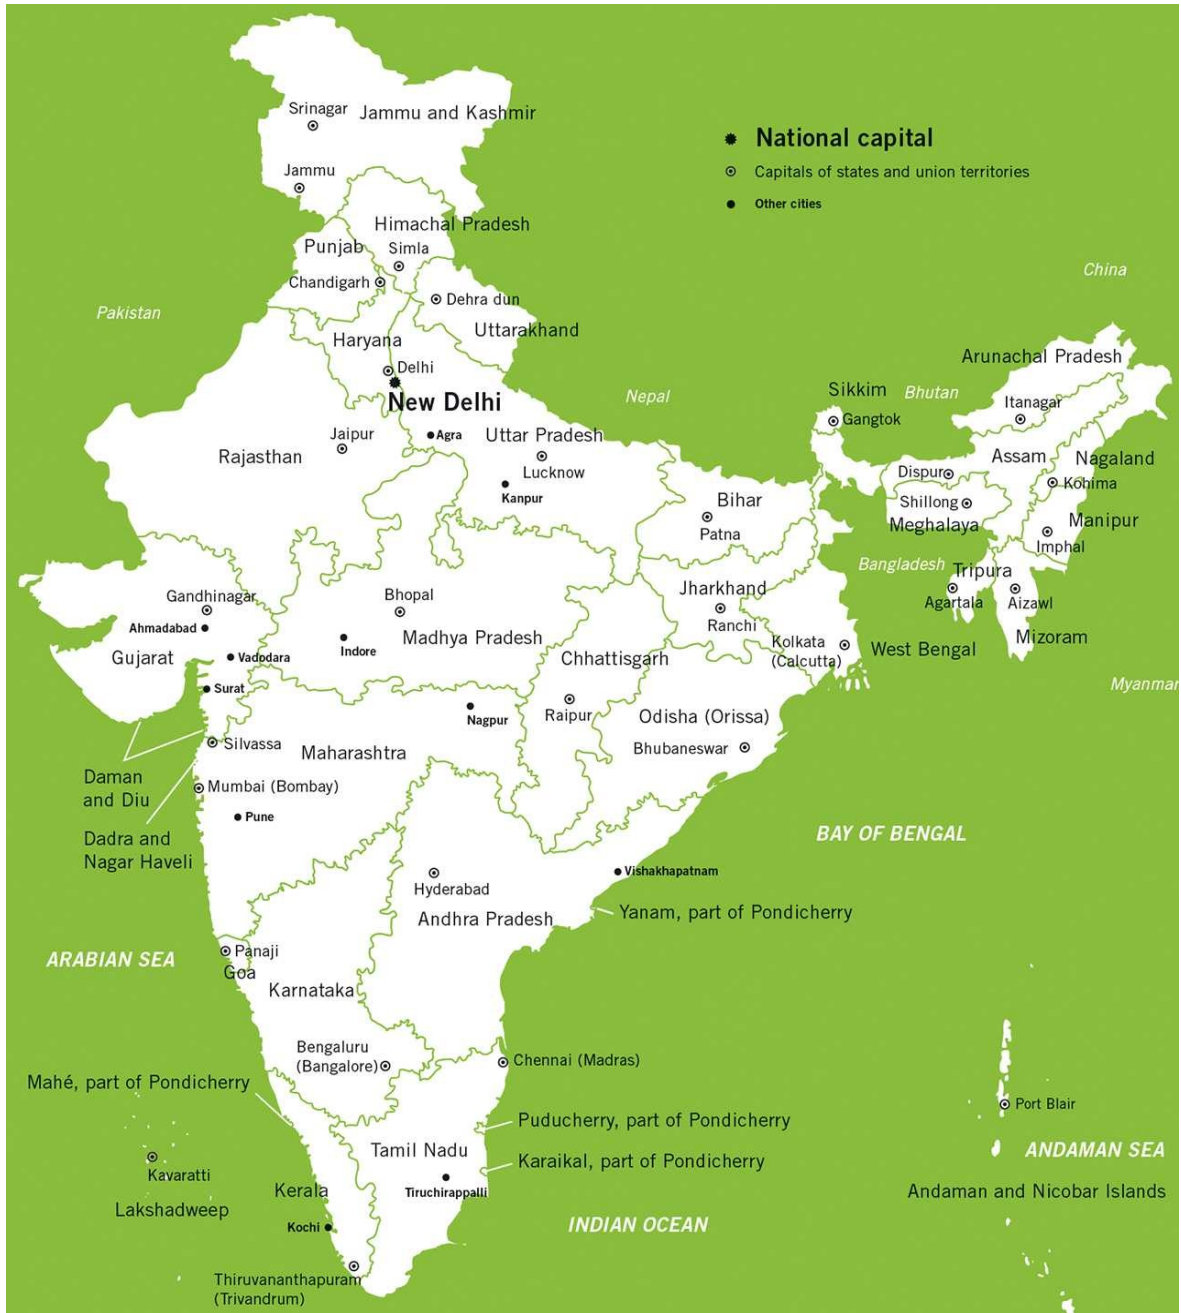 Srinagar
Jammu and Kashmir
National capital
Capitals of states and union territories
Jammu
Other cities
Himachal Pradesh
Punjab
Simla
China
Chandigarh
Dehra dun
Pakistan
Uttarakhand
Haryana
Arunachal Pradesh
Delhi
Sikkim
Bhutan
Nepal
New Delhi
Itanagar
Gangtok
Jaipur
Agra
Uttar Pradesh
Rajasthan
Assam
Nagaland
Lucknow
Dispur
Kohima
Kanpur
Bihar
Shillong
Meghalaya
Manipur
Patna
Imphal
Bangladesh
Tripura
Jharkhand
Gandhinagar
Bhopal
Agartala
Aizawl
Ahmadabad
Ranchi
Madhya Pradesh
Mizoram
Kolkata
(Calcutta)
West Bengal
Indore
Gujarat
Vadodara
Chhattisgarh
Surat
Myanmar
Nagpur
Raipur
Odisha (Orissa)
Silvassa
Maharashtra
Bhubaneswar
Daman
and Diu
Mumbai (Bombay)
Pune
Dadra and
Nagar Haveli
BAY OF BENGAL
Vishakhapatnam
Hyderabad
Andhra Pradesh
Yanam, part of Pondicherry
Panaji
ARABIAN SEA
Goa
Karnataka
Bengaluru
(Bangalore)
Chennai (Madras)
Mahé, part of Pondicherry
Port Blair
Puducherry, part of Pondicherry
Tamil Nadu
ANDAMAN SEA
Karaikal, part of Pondicherry
Kavaratti
Kerala
Tiruchirappalli
Andaman and Nicobar Islands
Lakshadweep
Kochi
INDIAN OCEAN
Thiruvananthapuram
(Trivandrum)